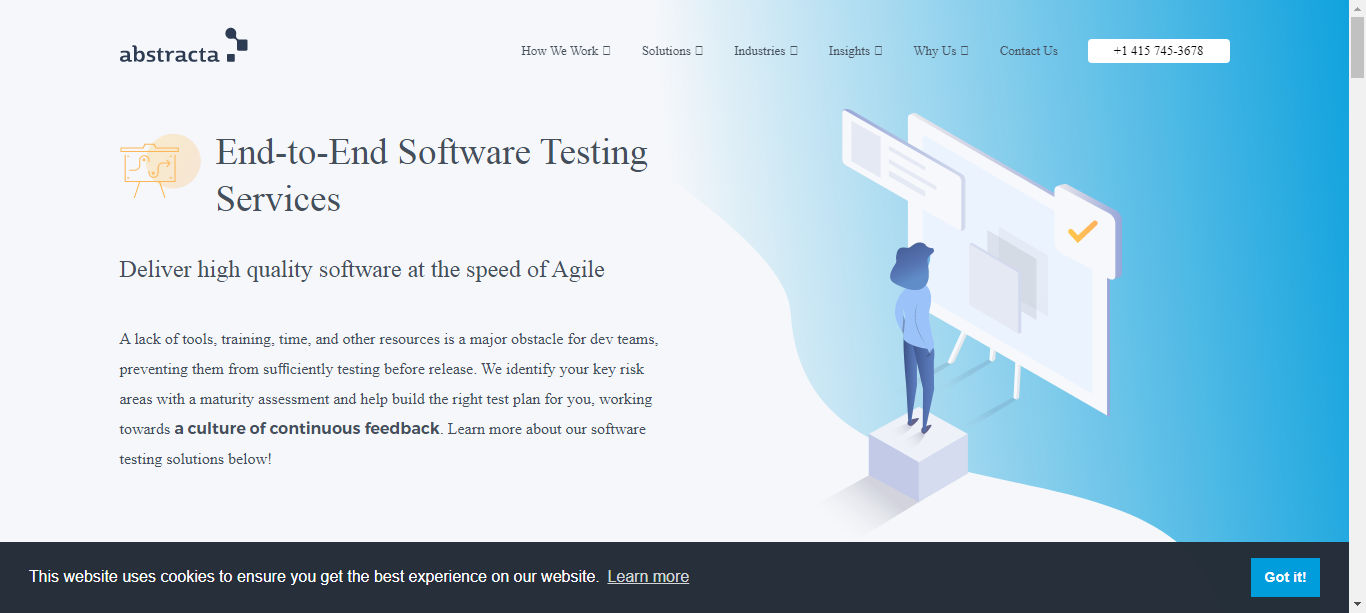 abstracta
How We Work
Solutions
Industries
Insights
Why Us
Contact Us
+1 415 745-3678
End-to-End Software Testing
Services
Deliver high quality software at the speed of Agile
A lack of tools, training, time, and other resources is a major obstacle for dev teams,
preventing them from sufficiently testing before release. We identify your key risk
areas with a maturity assessment and help build the right test plan for you, working
towards a culture of continuous feedback. Learn more about our software
testing solutions below!
This website uses cookies to ensure you get the best experience on our website. Learn more
Got it!